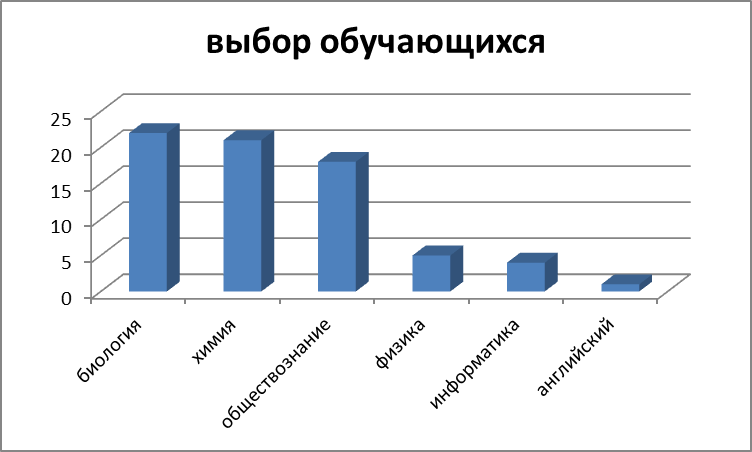 выбор обучающихся
25
20
15
10
5
0
биология
химия
обществознание
физика
информатика
английский